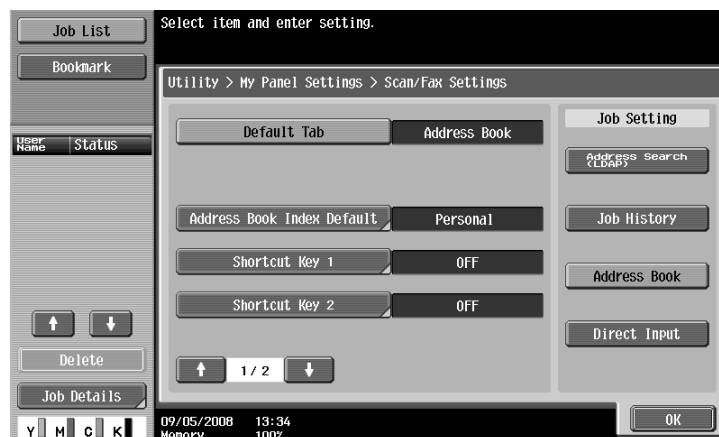 Job List
Bookmark
Select item and enter setting.
Utility > My Panel Settings > Scan/Fax Settings
User Name Status
Default Tab Address Book
Address Book Index Default Personal
Shortcut Key 1 OFF
Shortcut Key 2 OFF
1/2
Job Setting
Address Search (LDAP)
Job History
Address Book
Direct Input
Delete
Job Details
Y M C K
09/05/2008 13:34
Memory 100%
OK